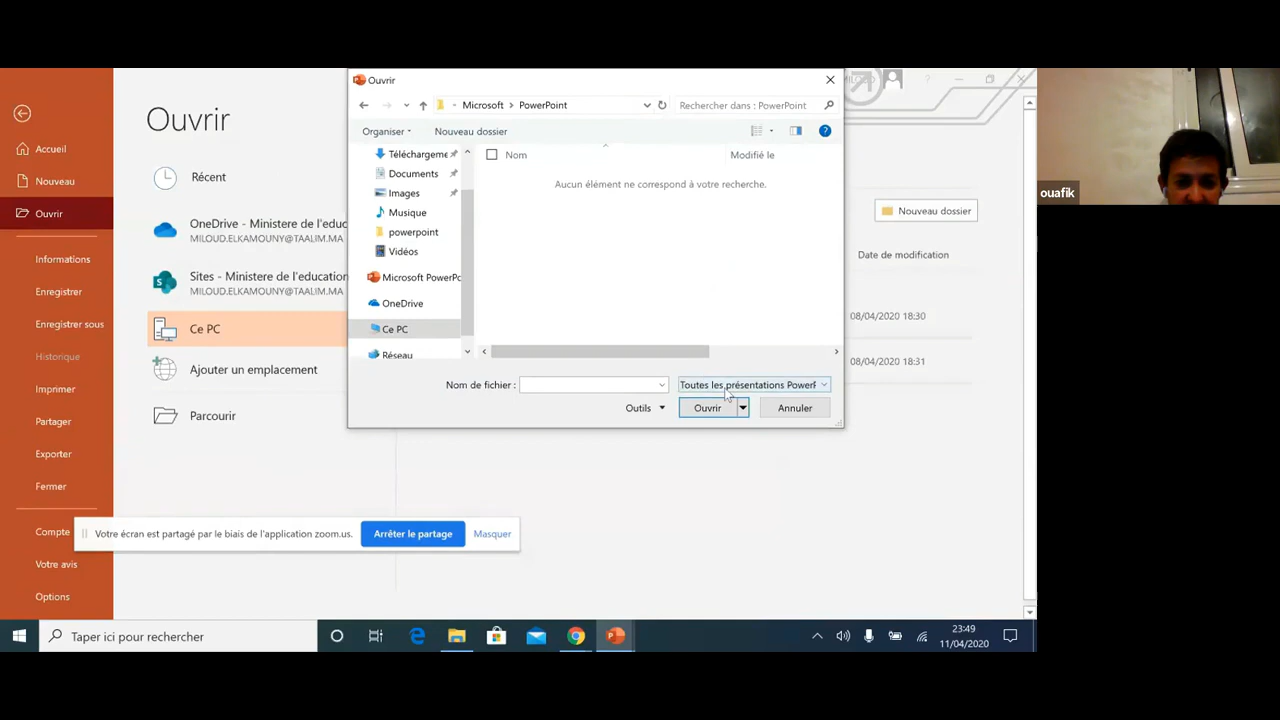 Ouvrir
Microsoft > PowerPoint
Rechercher dans : PowerPoint
Organiser
Nouveau dossier
Nom
Modifié le
Aucun élément ne correspond à votre recherche.
Téléchargeme
Documents
Images
Musique
powerpoint
Vidéos
Microsoft PowerPo
OneDrive
Ce PC
Réseau
Nom de fichier :
Toutes les présentations PowerP
Outils
Ouvrir
Annuler
Accueil
Nouveau
Ouvrir
Informations
Enregistrer
Enregistrer sous
Historique
Imprimer
Partager
Exporter
Fermer
Compte
Votre avis
Options
Ouvrir
Récent
OneDrive - Ministere de l'educ
MILOUD.ELKAMOUNY@TAALIM.MA
Sites - Ministere de l'education
MILOUD.ELKAMOUNY@TAALIM.MA
Ce PC
Ajouter un emplacement
Parcourir
Nouveau dossier
Date de modification
08/04/2020 18:30
08/04/2020 18:31
Votre écran est partagé par le biais de l'application zoom.us.
Arrêter le partage
Masquer
Taper ici pour rechercher
23:49
11/04/2020
ouafik